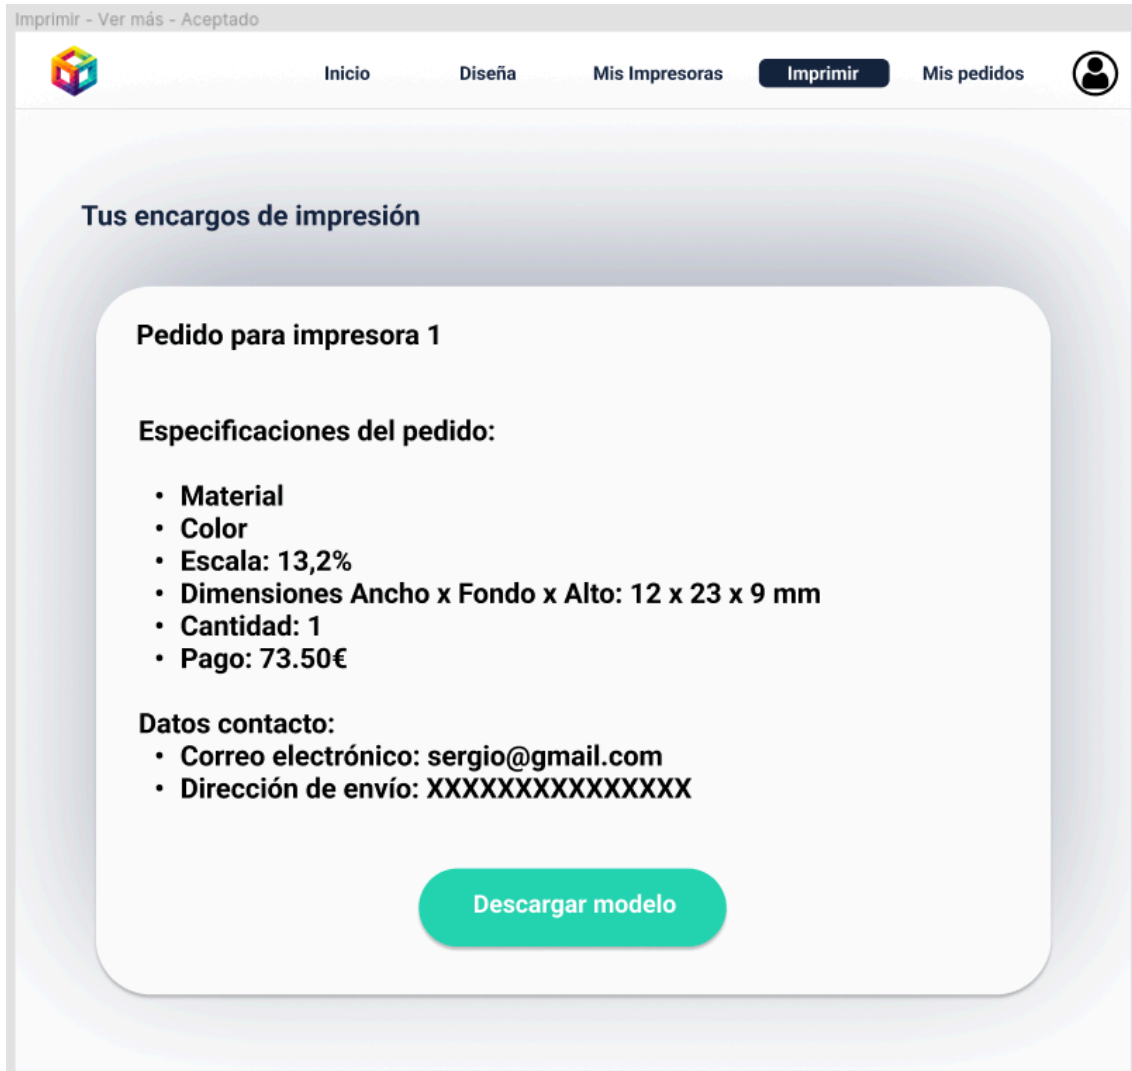 Imprimir - Ver más - Aceptado
Inicio Diseña Mis Impresoras Imprimir Mis pedidos
Tus encargos de impresión
Pedido para impresora 1
Especificaciones del pedido:
• Material
• Color
• Escala: 13,2%
• Dimensiones Ancho x Fondo x Alto: 12 x 23 x 9 mm
• Cantidad: 1
• Pago: 73.50€
Datos contacto:
• Correo electrónico: sergio@gmail.com
• Dirección de envío: XXXXXXXXXXXXXXX
Descargar modelo